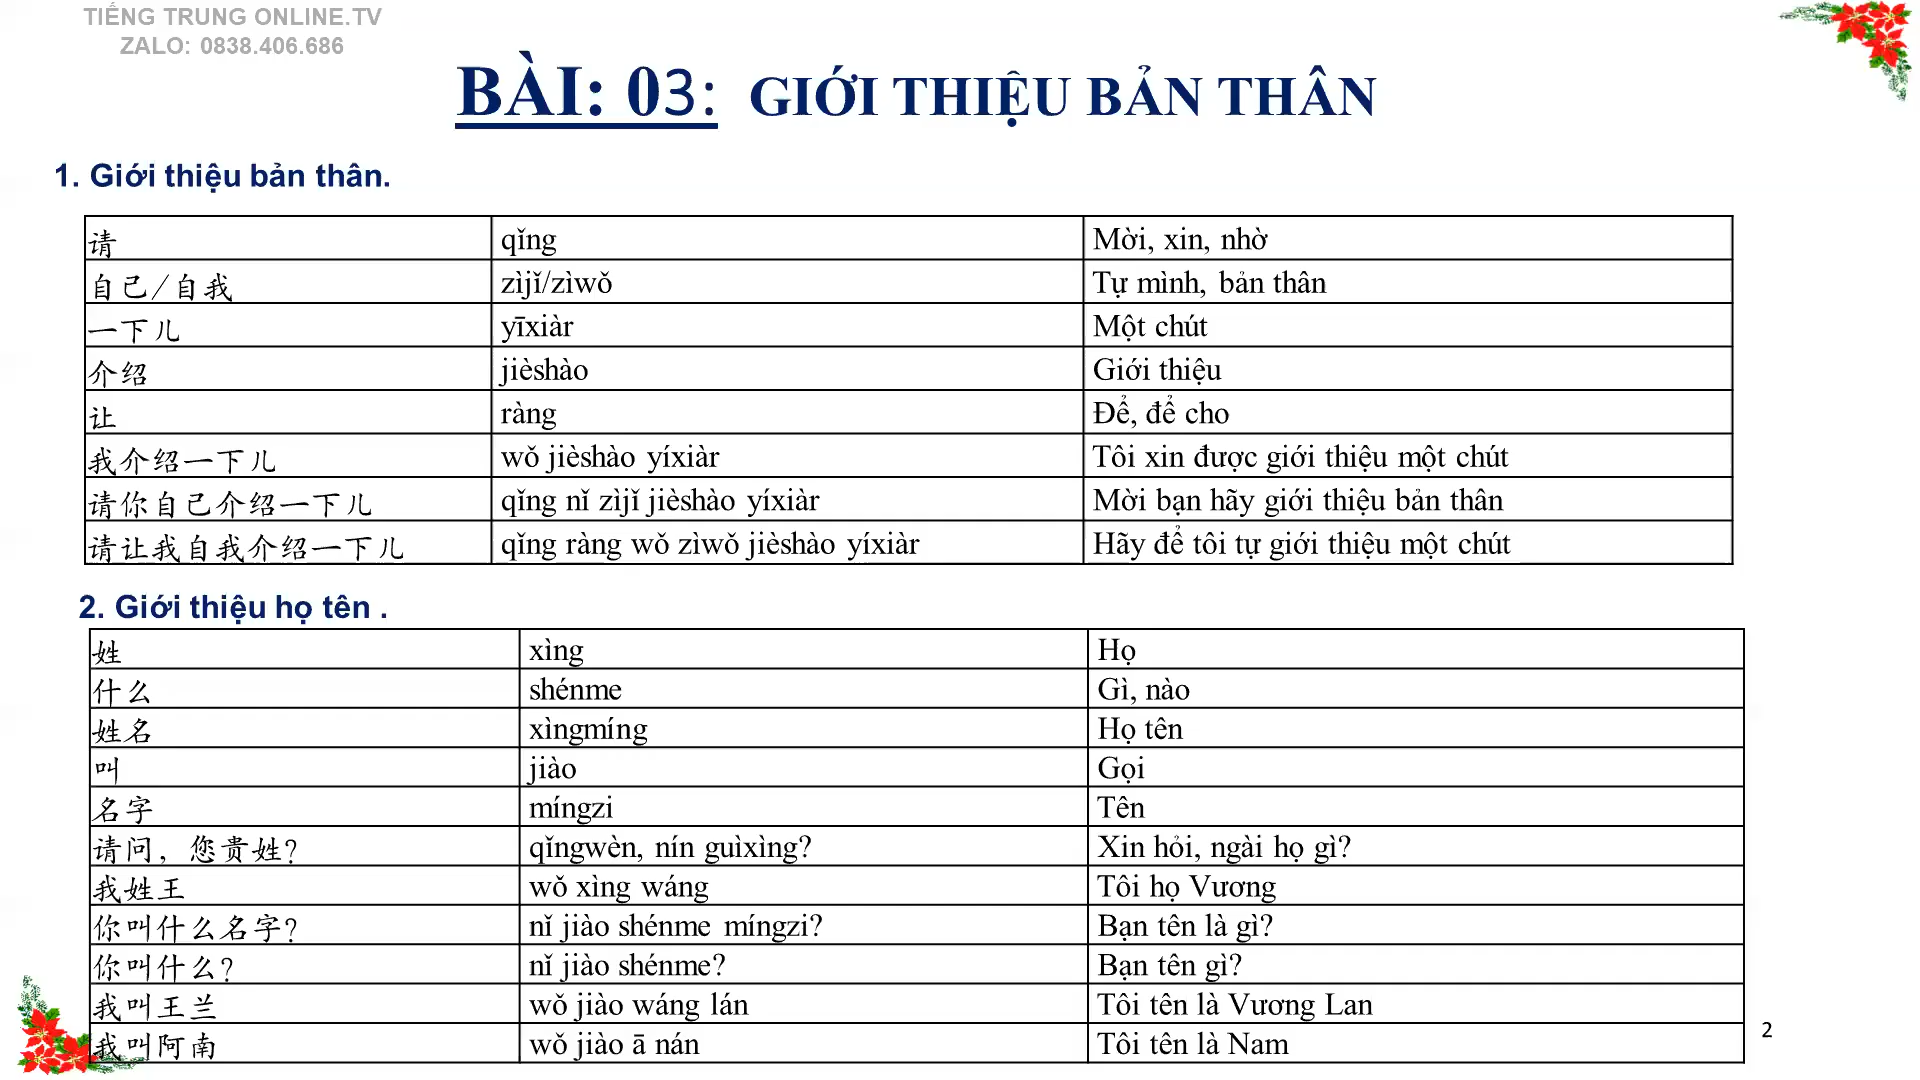 TIẾNG TRUNG ONLINE.TV
ZALO: 0838.406.686
BÀI: 03: GIỚI THIỆU BẢN THÂN
1. Giới thiệu bản thân.
请 qǐng Mời, xin, nhờ
自己/自我 zìjǐ/zìwǒ Tự mình, bản thân
一下儿 yīxiàr Một chút
介绍 jièshào Giới thiệu
让 ràng Để, để cho
我介绍一下儿 wǒ jièshào yíxiàr Tôi xin được giới thiệu một chút
请你自己介绍一下儿 qǐng nǐ zìjǐ jièshào yíxiàr Mời bạn hãy giới thiệu bản thân
请让我自我介绍一下儿 qǐng ràng wǒ zìwǒ jièshào yíxiàr Hãy để tôi tự giới thiệu một chút
2. Giới thiệu họ tên .
姓 xìng Họ
什么 shénme Gì, nào
姓名 xìngmíng Họ tên
叫 jiào Gọi
名字 míngzi Tên
请问，您贵姓? qǐngwèn, nín guìxìng? Xin hỏi, ngài họ gì?
我姓王 wǒ xìng wáng Tôi họ Vương
你叫什么名字? nǐ jiào shénme míngzi? Bạn tên là gì?
你叫什么? nǐ jiào shénme? Bạn tên gì?
我叫王兰 wǒ jiào wáng lán Tôi tên là Vương Lan
我叫阿南 wǒ jiào ā nán Tôi tên là Nam
2